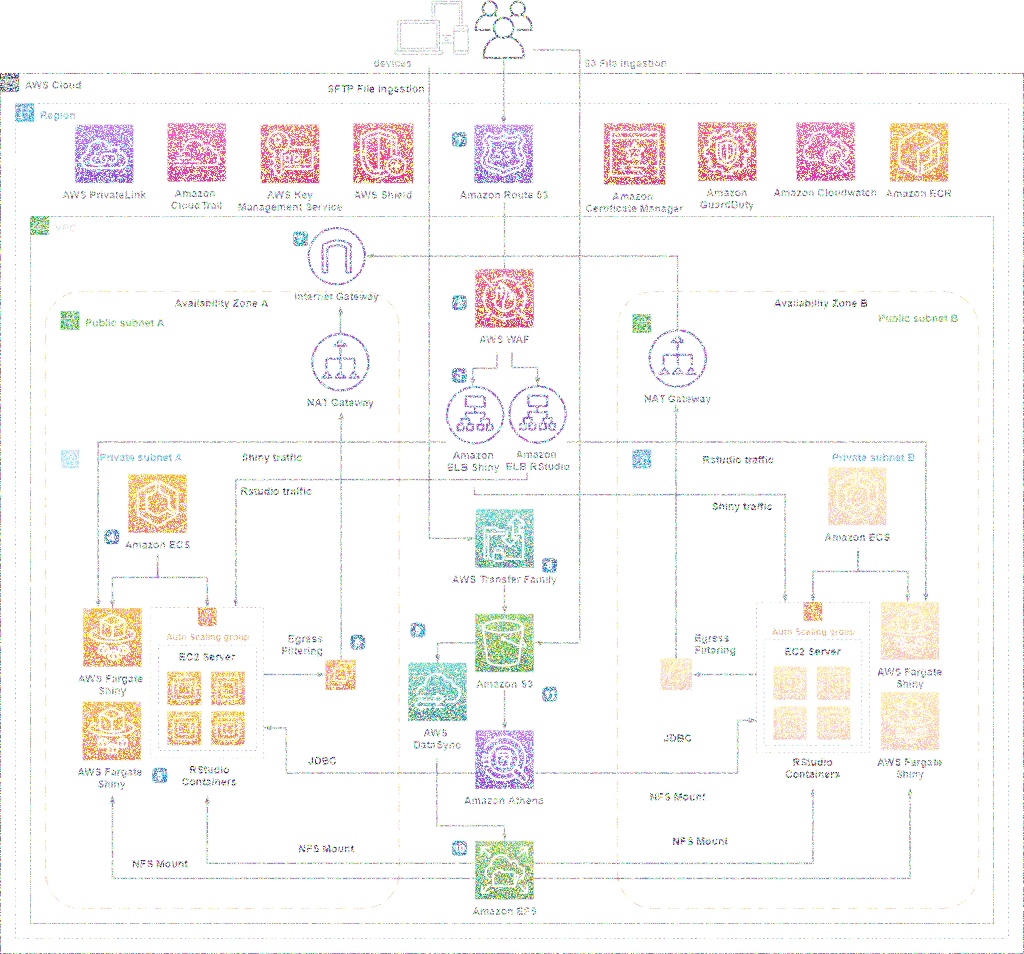 devices
S3 File Ingestion
SFTP File Ingestion
AWS Cloud
Region
AWS PrivateLink
Amazon
CloudTrail
AWS Key
Management Service
AWS Shield
Amazon Route 53
Amazon
Certificate Manager
Amazon
GuardDuty
Amazon Cloudwatch
Amazon ECR
VPC
Internet Gateway
Availability Zone A
Availability Zone B
Public subnet A
Public subnet B
AWS WAF
NAT Gateway
NAT Gateway
Amazon
ELB Shiny
Amazon
ELB RStudio
Private subnet A
Shiny traffic
Rstudio traffic
Private subnet B
Rstudio traffic
Shiny traffic
Amazon ECS
Amazon ECS
AWS Transfer Family
Auto Scaling group
EC2 Server
Egress
Filtering
Egress
Filtering
Auto Scaling group
EC2 Server
AWS Fargate
Shiny
Amazon S3
AWS Fargate
Shiny
AWS
DataSync
JDBC
JDBC
AWS Fargate
Shiny
RStudio
Containers
RStudio
Containers
AWS Fargate
Shiny
Amazon Athena
NFS Mount
NFS Mount
NFS Mount
NFS Mount
Amazon EFS